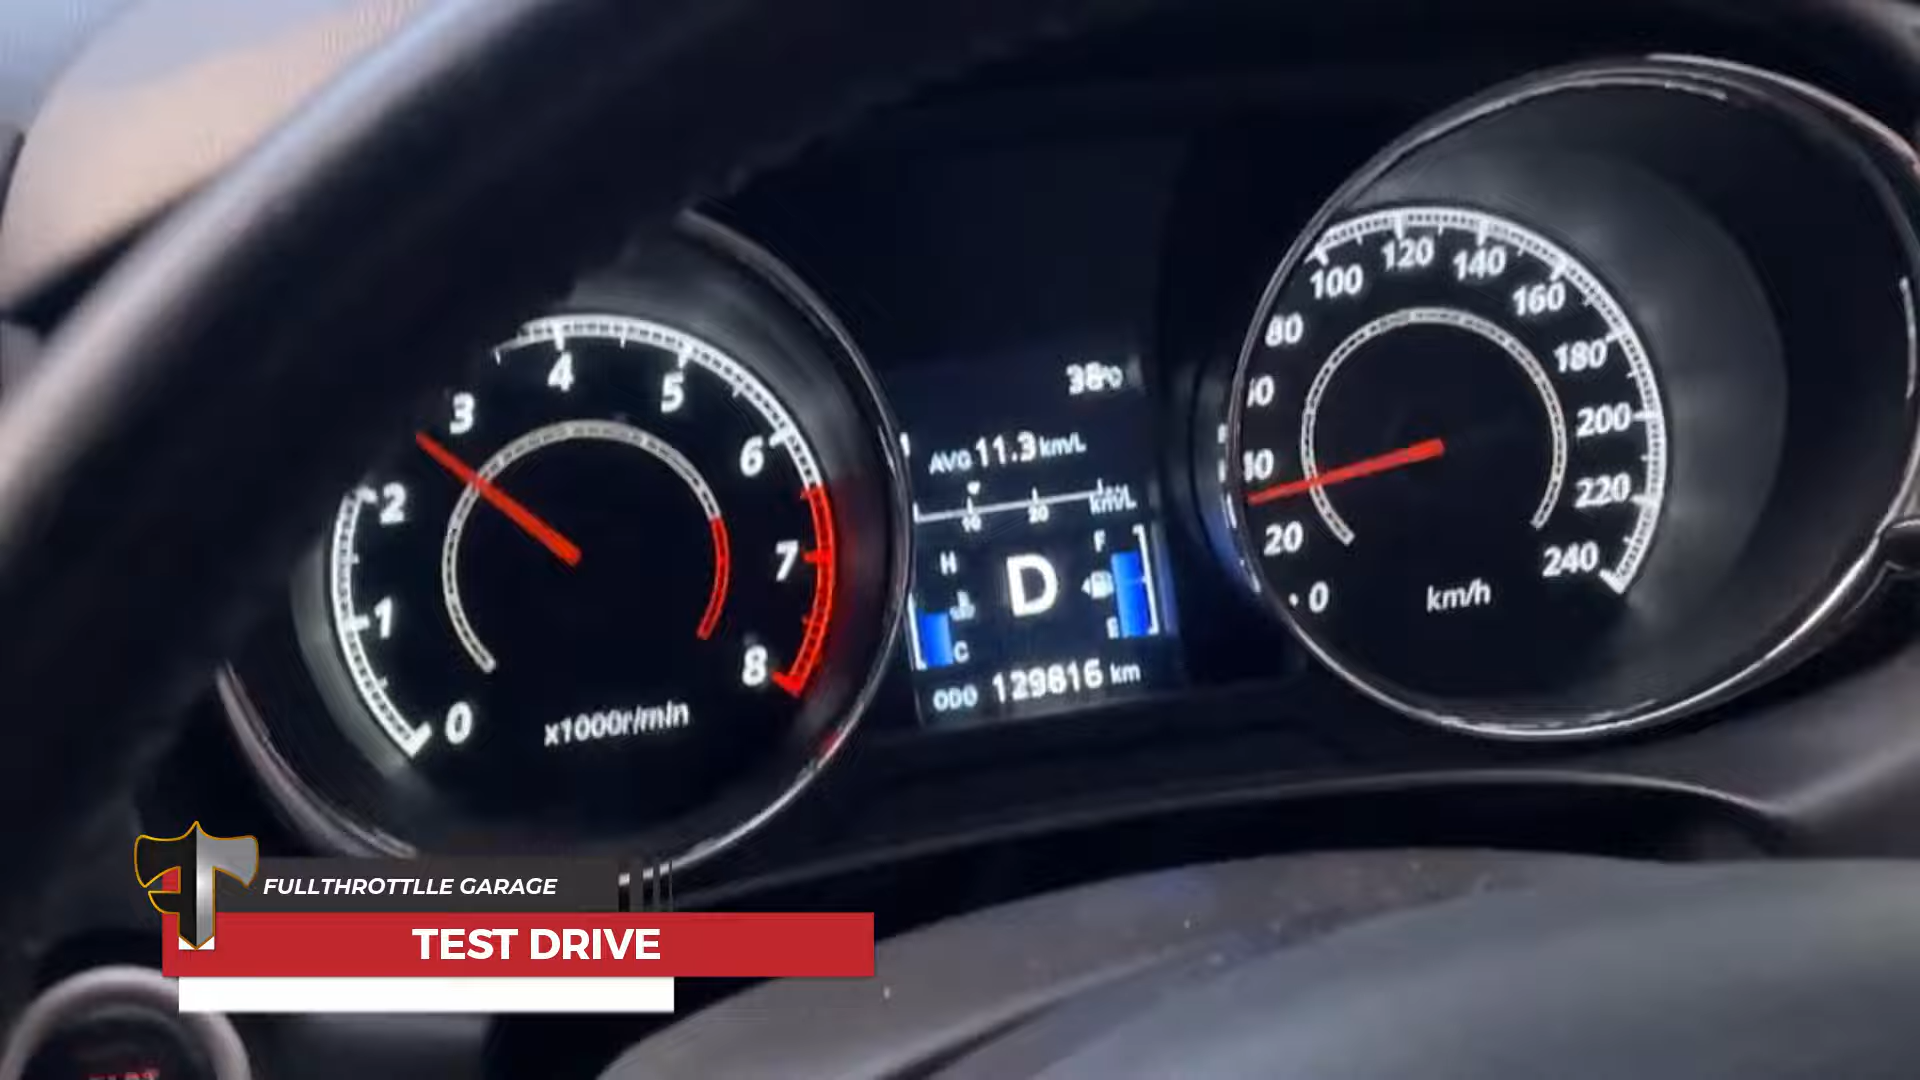 4
5
3
6
2
7
1
8
0
x1000r/min
AVG 11.3 km/L
10
20
km/L
H
F
D
C
E
ODO 129816 km
100
120
140
80
160
180
200
220
20
240
0
km/h
FULLTHROTTLLE GARAGE
TEST DRIVE